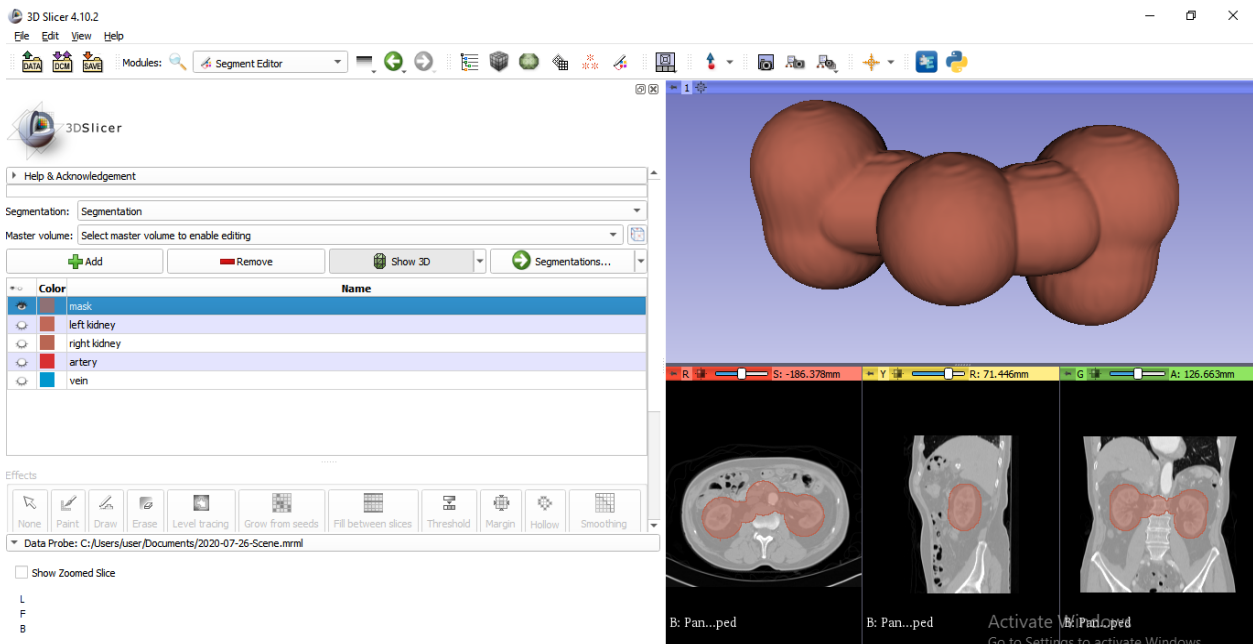 3D Slicer 4.10.2
File Edit View Help
DATA DCM SAVE Modules: Segment Editor
3DSlicer
1
Help & Acknowledgement
Segmentation: Segmentation
Master volume: Select master volume to enable editing
Add Remove Show 3D Segmentations...
Color Name
mask
left kidney
right kidney
artery
vein
R S: -186.378mm Y R: 71.446mm G A: 126.663mm
Effects
None Paint Draw Erase Level tracing Grow from seeds Fill between slices Threshold Margin Hollow Smoothing
Data Probe: C:/Users/user/Documents/2020-07-26-Scene.mrml
Show Zoomed Slice
L
F
B
B: Pan...ped B: Pan...ped B: Pan...ped
Activate Windows
Go to Settings to activate Windows.